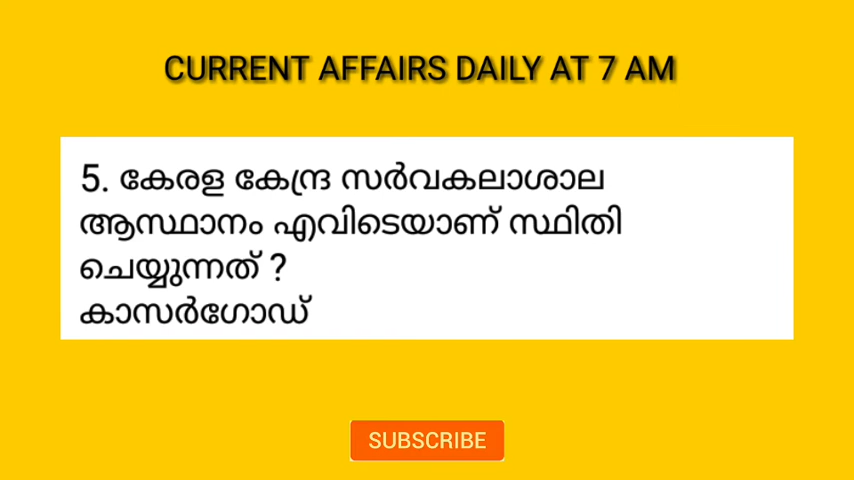 CURRENT AFFAIRS DAILY AT 7 AM
5. കേരള കേന്ദ്ര സർവകലാശാല
ആസ്ഥാനം എവിടെയാണ് സ്ഥിതി
ചെയ്യുന്നത് ?
കാസർഗോഡ്
SUBSCRIBE